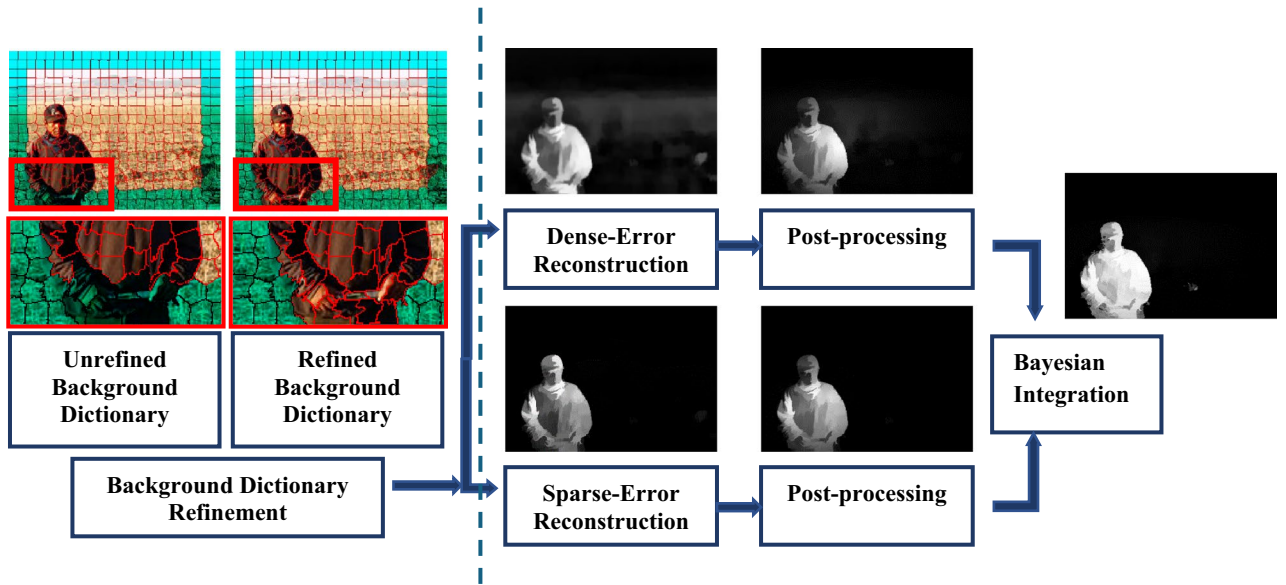 Unrefined
Background
Dictionary
Refined
Background
Dictionary
Background Dictionary
Refinement
Dense-Error
Reconstruction
Post-processing
Sparse-Error
Reconstruction
Post-processing
Bayesian
Integration